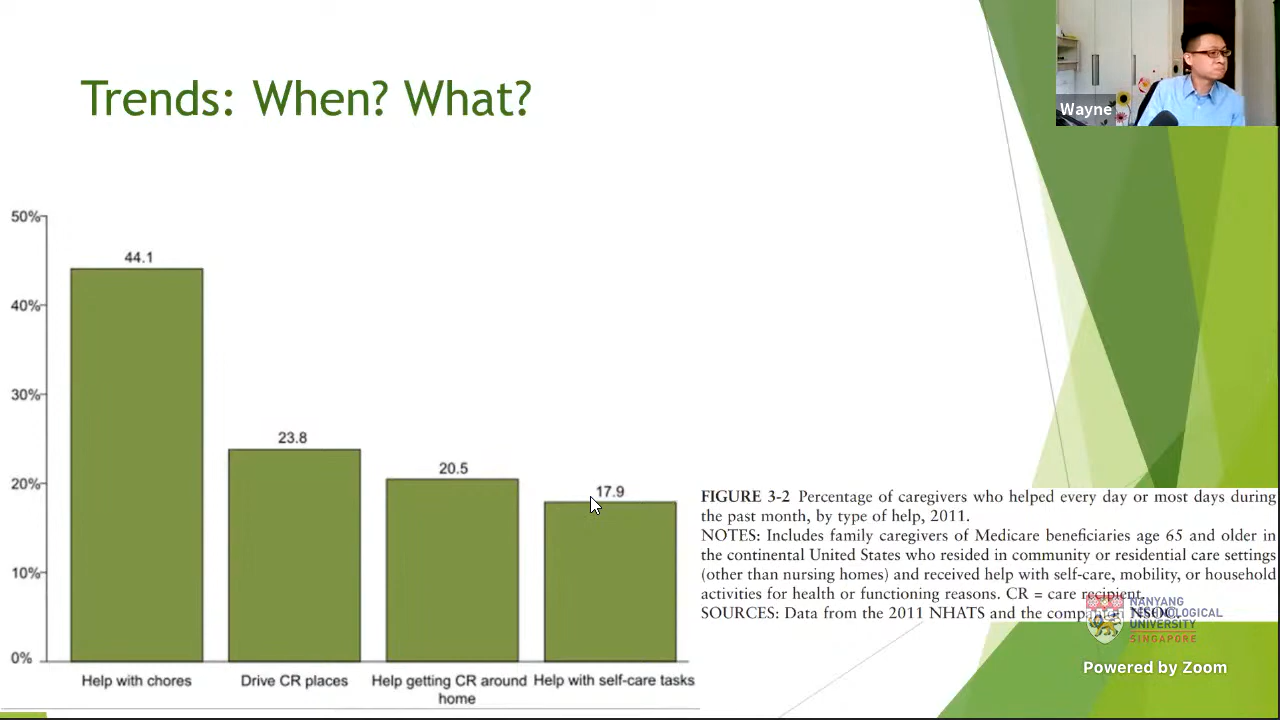 Trends: When? What?
Wayne
50%
40%
30%
20%
10%
0%
44.1
23.8
20.5
17.9
Help with chores
Drive CR places
Help getting CR around
home
Help with self-care tasks
FIGURE 3-2 Percentage of caregivers who helped every day or most days during
the past month, by type of help, 2011.
NOTES: Includes family caregivers of Medicare beneficiaries age 65 and older in
the continental United States who resided in community or residential care settings
(other than nursing homes) and received help with self-care, mobility, or household
activities for health or functioning reasons. CR = care recipient.
SOURCES: Data from the 2011 NHATS and the companion NSOC.
NANYANG
TECHNOLOGICAL
UNIVERSITY
SINGAPORE
Powered by Zoom